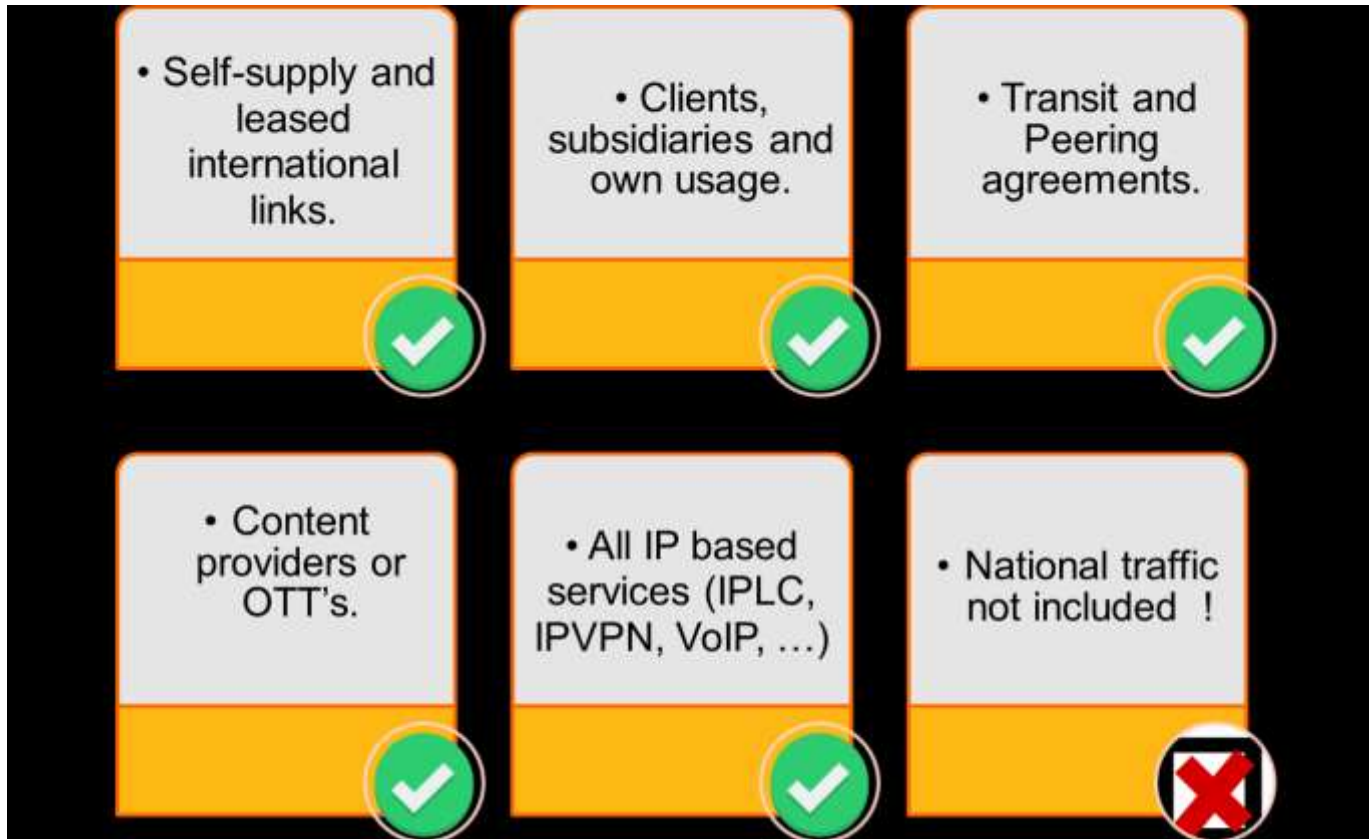 • Self-supply and
leased
international
links.
• Clients,
subsidiaries and
own usage.
• Transit and
Peering
agreements.
• Content
providers or
OTT’s.
• All IP based
services (IPLC,
IPVPN, VoIP, …)
• National traffic
not included !